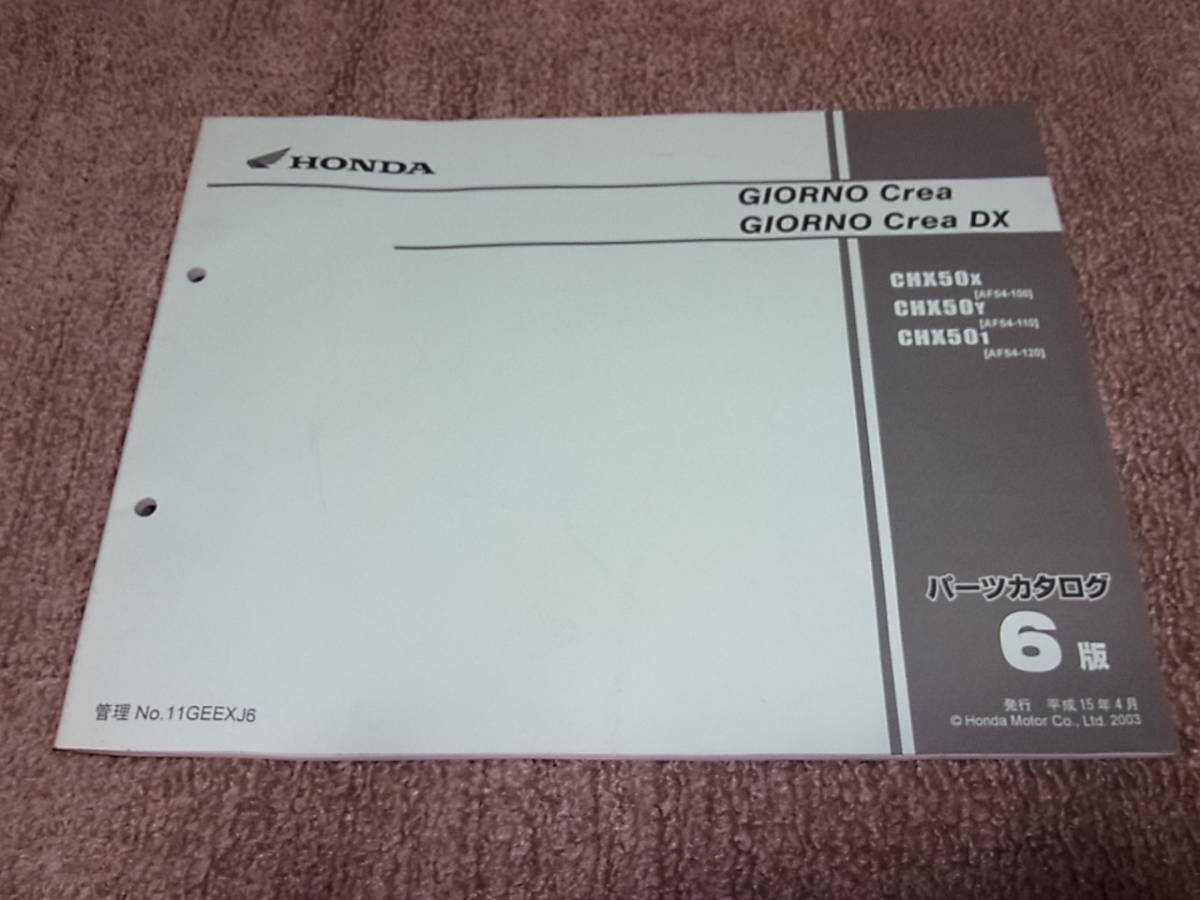 HONDA
GIORNO Crea
GIORNO Crea DX
CHX50X
[AF54-100]
CHX50Y
[AF54-110]
CHX501
[AF54-120]
パーツカタログ
6 版
管理 No.11GEEXJ6
発行 平成15年4月
© Honda Motor Co., Ltd. 2003